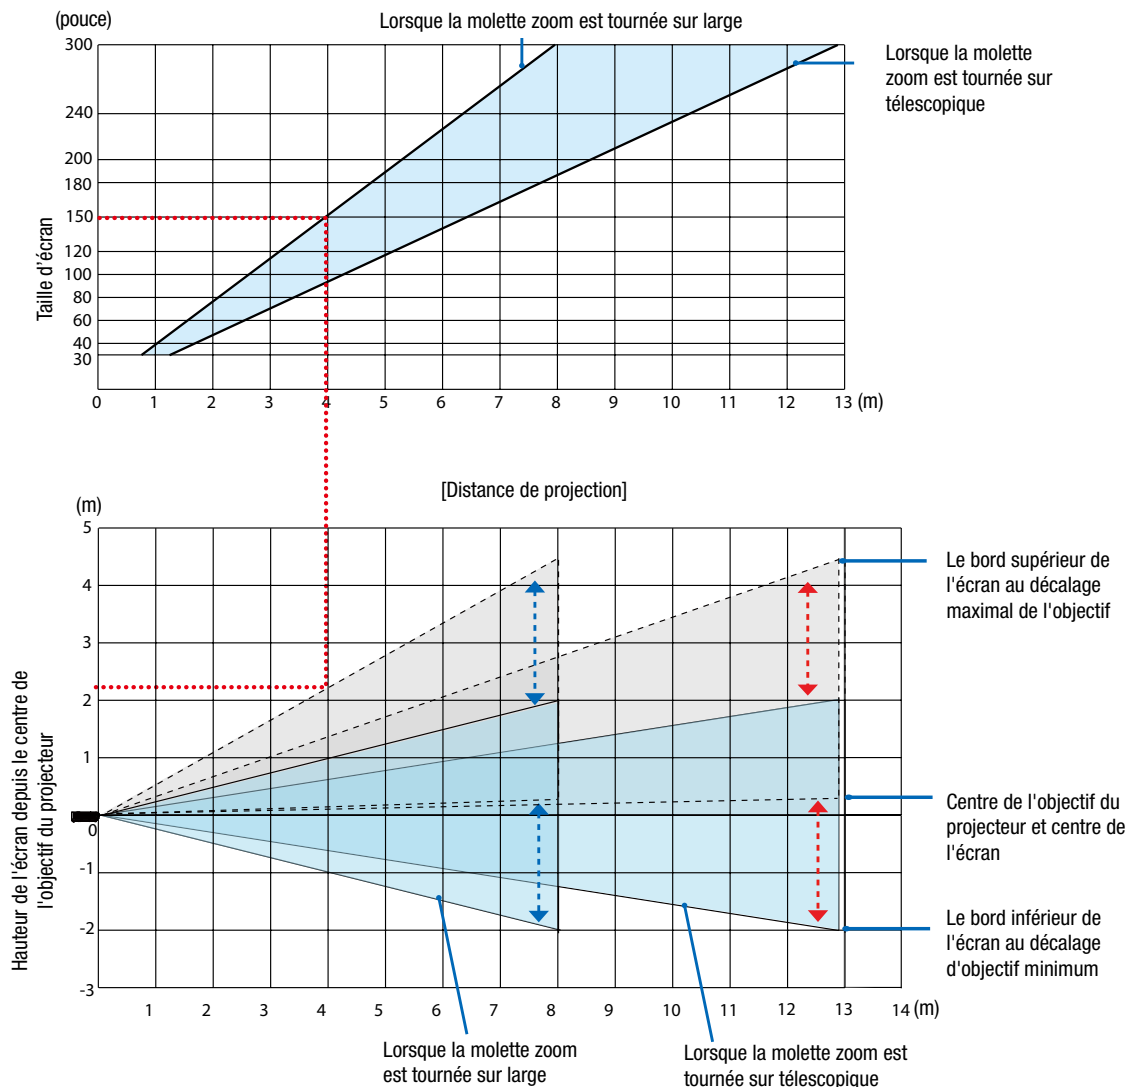 (pouce)
Lorsque la molette zoom est tournée sur large
300
240
200
180
150
120
100
80
60
40
30
Taille d'écran
Lorsque la molette
zoom est tournée sur
télescopique
0 1 2 3 4 5 6 7 8 9 10 11 12 13 (m)
[Distance de projection]
(m)
5
4
3
2
1
0
-1
-2
-3
Hauteur de l'écran depuis le centre de
l'objectif du projecteur
Le bord supérieur de
l'écran au décalage
maximal de l'objectif
Centre de l'objectif du
projecteur et centre de
l'écran
Le bord inférieur de
l'écran au décalage
d'objectif minimum
1 2 3 4 5 6 7 8 9 10 11 12 13 14 (m)
Lorsque la molette zoom
est tournée sur large
Lorsque la molette zoom est
tournée sur télescopique